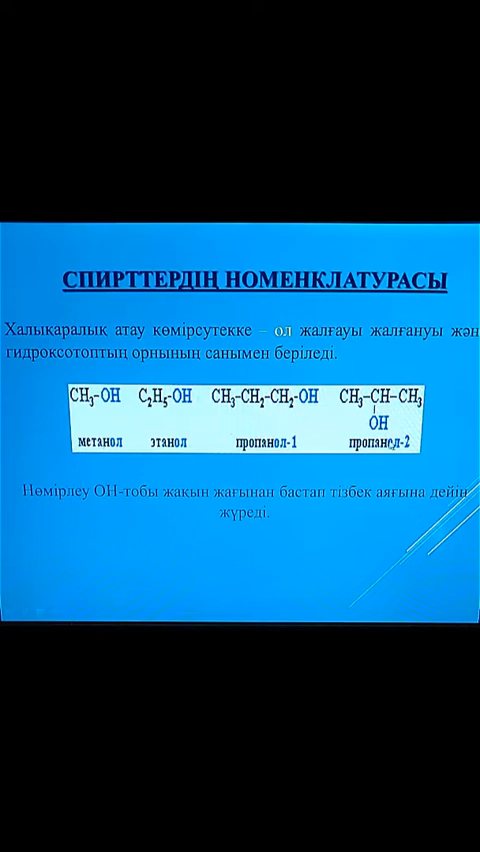 СПИРТТЕРДІҢ НОМЕНКЛАТУРАСЫ
Халықаралық атау көмірсутекке – ол жалғауы жалғануы жән
гидроксотоптың орнының санымен беріледі.
CH₃-OH C₂H₅-OH CH₃-CH₂-CH₂-OH CH₃-CH-CH₃
OH
метанол этанол пропанол-1 пропанол-2
Нөмірлеу ОН-тобы жақын жағынан бастап тізбек аяғына дейін
жүреді.